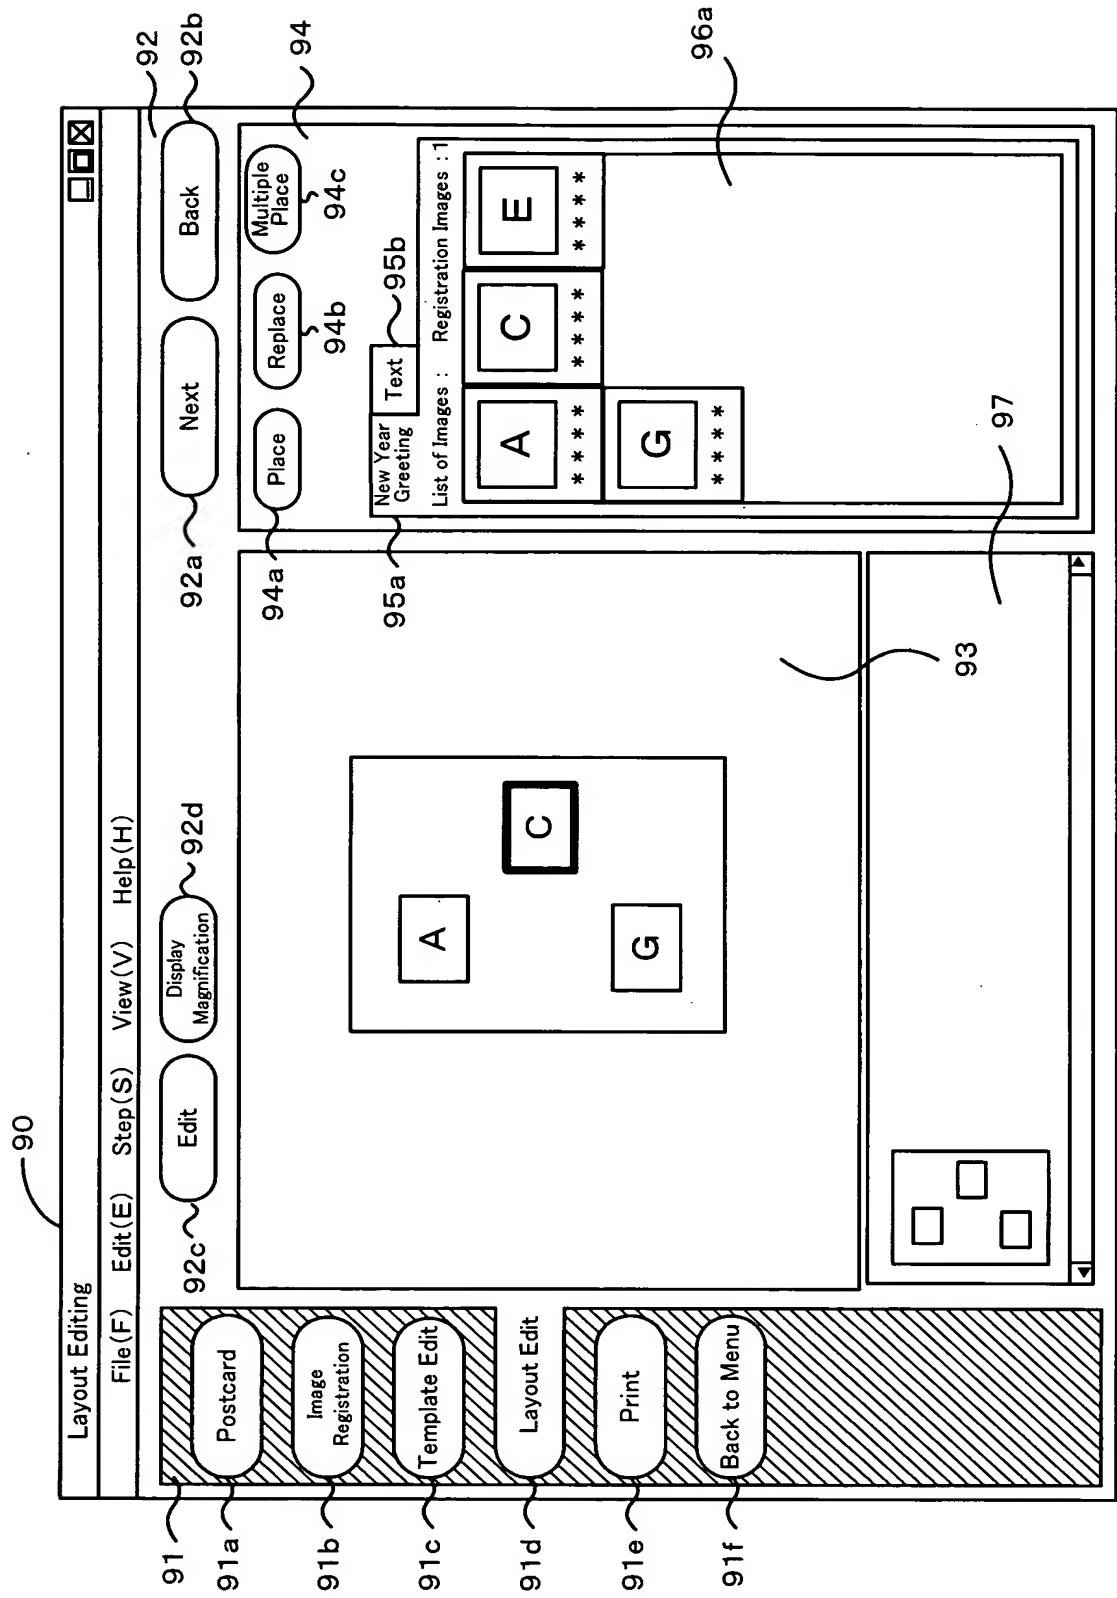 90
Layout Editing
File(F) Edit(E) Step(S) View(V) Help(H)
92
92c
Edit
Display
Magnification
92d
92a
Next
Back
92b
91
91a
Postcard
91b
Image
Registration
91c
Template Edit
91d
Layout Edit
91e
Print
91f
Back to Menu
A
C
G
93
94
94a
Place
Replace
94b
Multiple
Place
94c
95a
New Year
Greeting
Text
95b
List of Images : Registration Images : 1
A C E
**** **** ****
G
****
96a
97